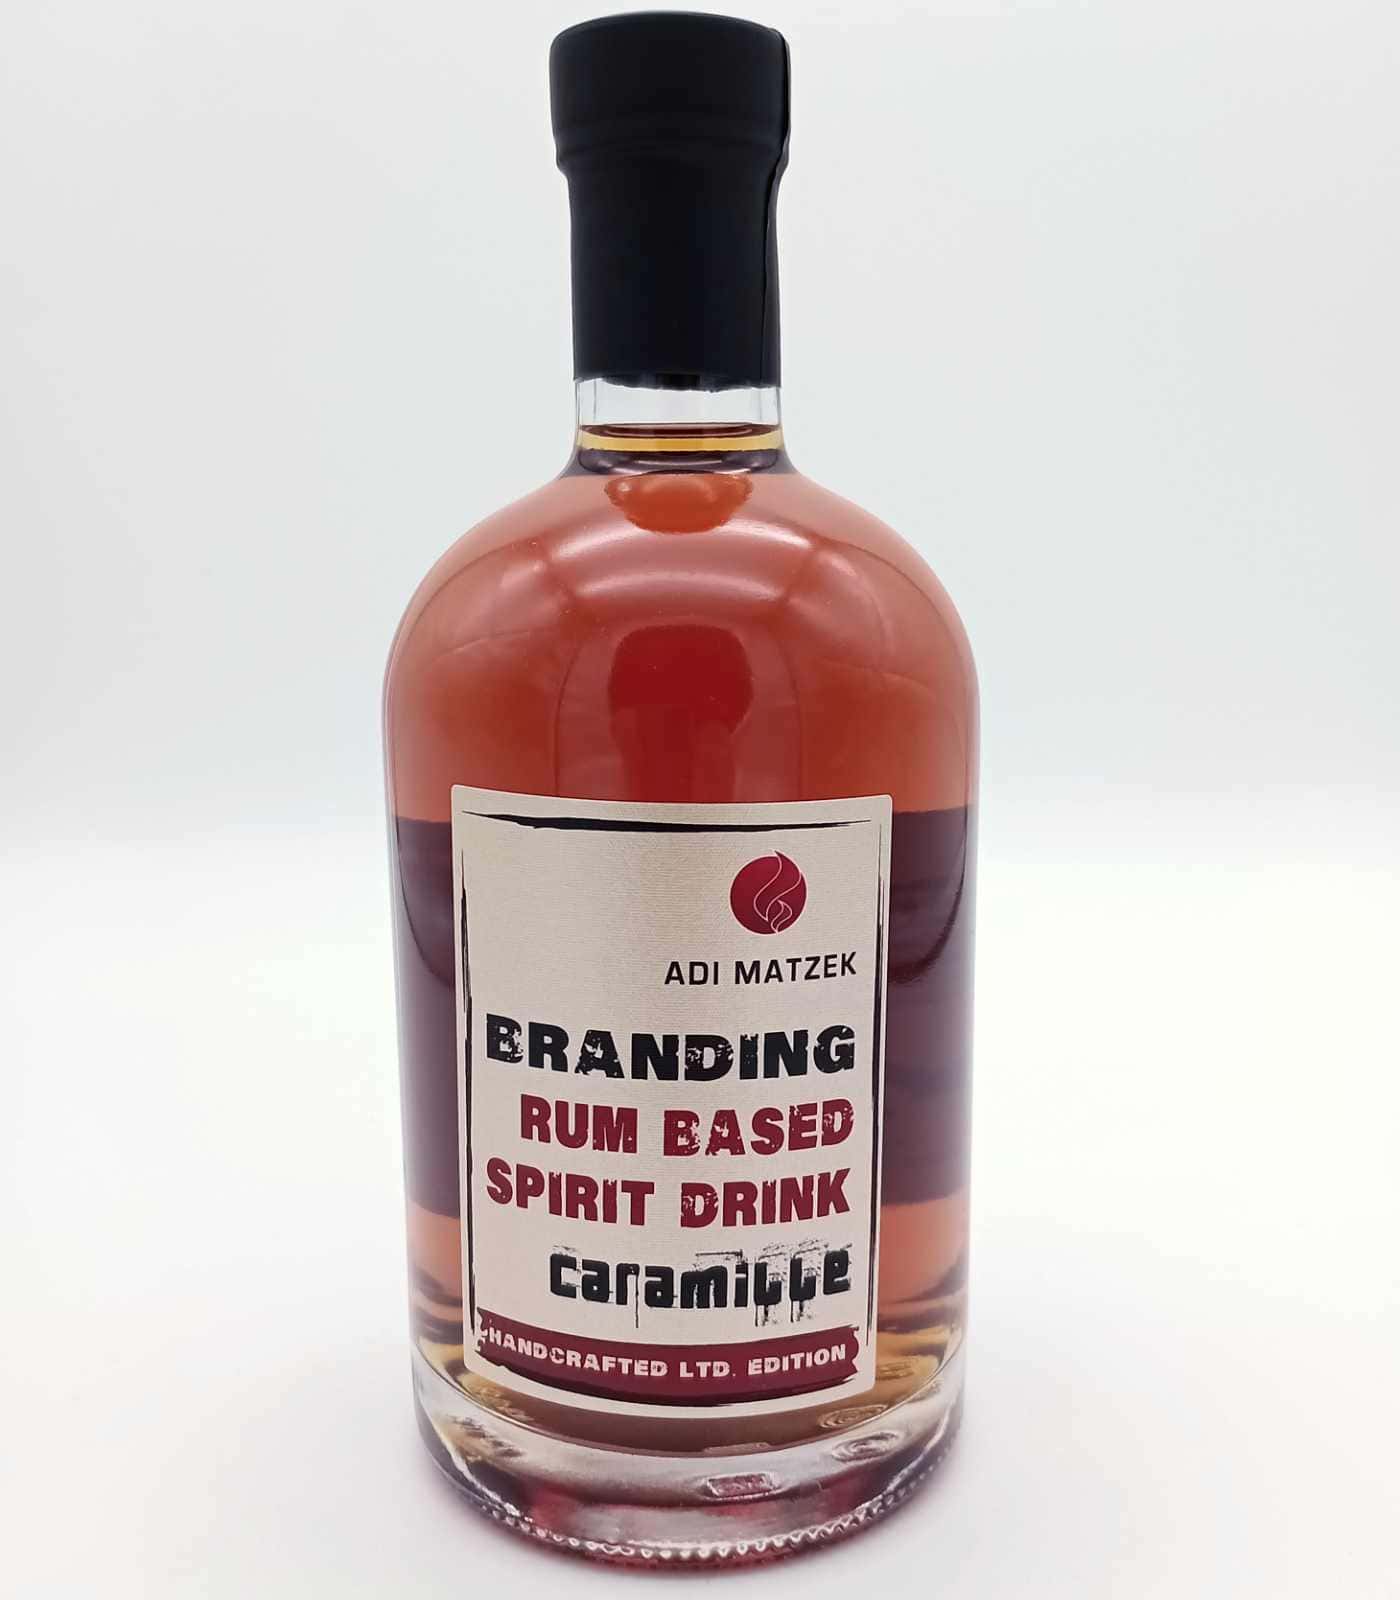 ADI MATZEK
BRANDING
RUM BASED
SPIRIT DRINK
Caramille
HANDCRAFTED LTD. EDITION